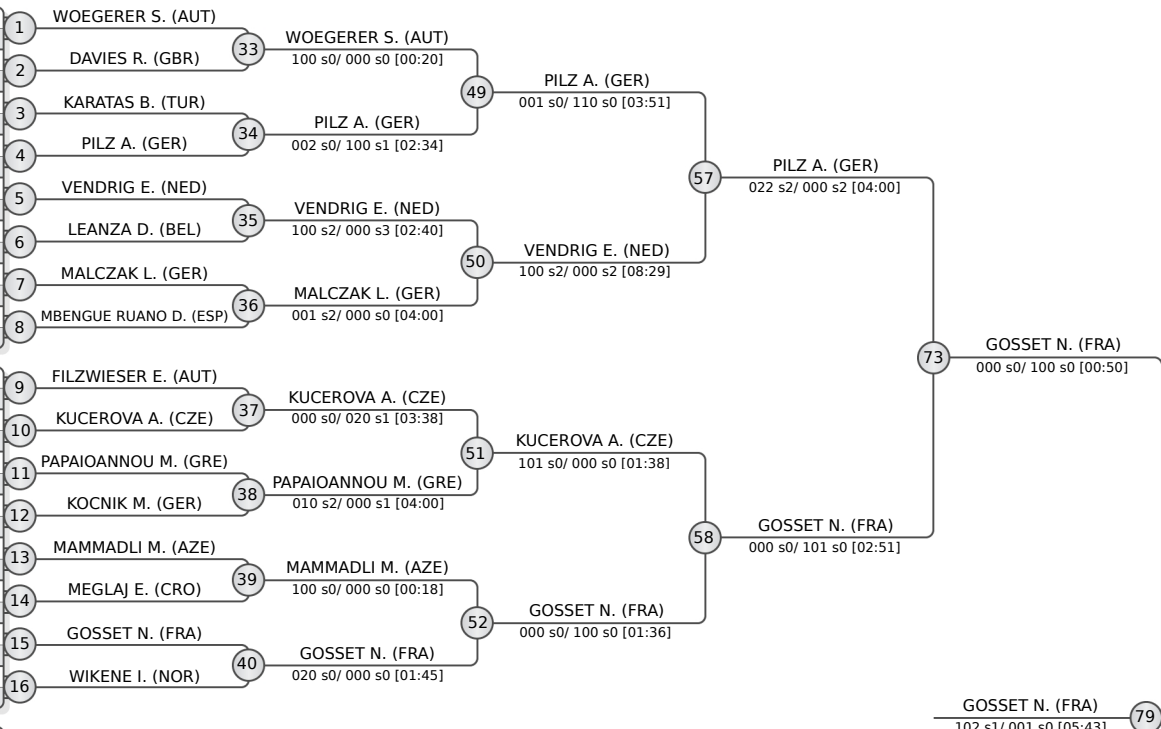 1
WOEGERER S. (AUT)
2
DAVIES R. (GBR)
3
KARATAS B. (TUR)
4
PILZ A. (GER)
5
VENDRIG E. (NED)
6
LEANZA D. (BEL)
7
MALCZAK L. (GER)
8
MBENGUE RUANO D. (ESP)
9
FILZWIESER E. (AUT)
10
KUCEROVA A. (CZE)
11
PAPAIOANNOU M. (GRE)
12
KOCNIK M. (GER)
13
MAMMADLI M. (AZE)
14
MEGLAJ E. (CRO)
15
GOSSET N. (FRA)
16
WIKENE I. (NOR)
33
WOEGERER S. (AUT)
100 s0/ 000 s0 [00:20]
34
PILZ A. (GER)
002 s0/ 100 s1 [02:34]
35
VENDRIG E. (NED)
100 s2/ 000 s3 [02:40]
36
MALCZAK L. (GER)
001 s2/ 000 s0 [04:00]
37
KUCEROVA A. (CZE)
000 s0/ 020 s1 [03:38]
38
PAPAIOANNOU M. (GRE)
010 s2/ 000 s1 [04:00]
39
MAMMADLI M. (AZE)
100 s0/ 000 s0 [00:18]
40
GOSSET N. (FRA)
020 s0/ 000 s0 [01:45]
49
PILZ A. (GER)
001 s0/ 110 s0 [03:51]
50
VENDRIG E. (NED)
100 s2/ 000 s2 [08:29]
51
KUCEROVA A. (CZE)
101 s0/ 000 s0 [01:38]
52
GOSSET N. (FRA)
000 s0/ 100 s0 [01:36]
57
PILZ A. (GER)
022 s2/ 000 s2 [04:00]
58
GOSSET N. (FRA)
000 s0/ 101 s0 [02:51]
73
GOSSET N. (FRA)
000 s0/ 100 s0 [00:50]
GOSSET N. (FRA)
79
102 s1/ 001 s0 [05:43]